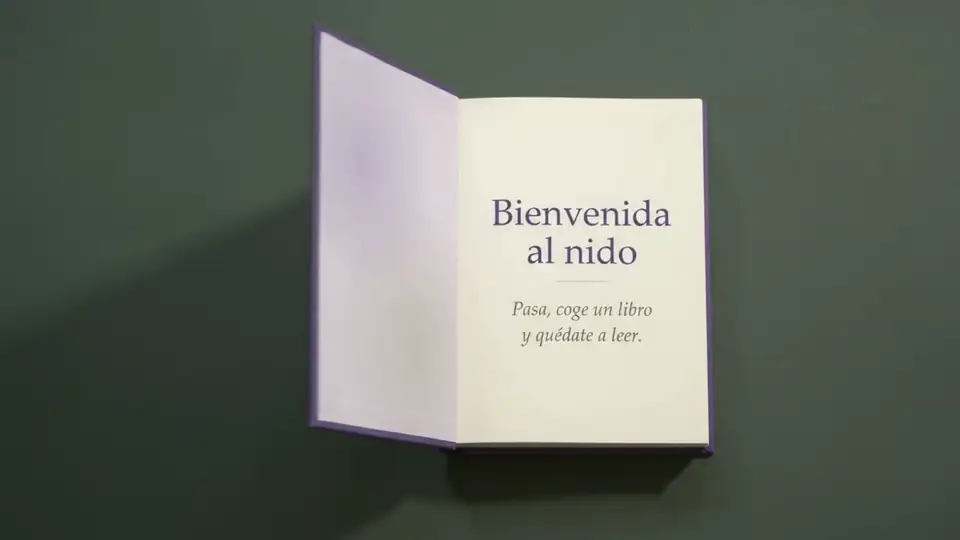 Bienvenida
al nido
Pasa, coge un libro
y quédate a leer.